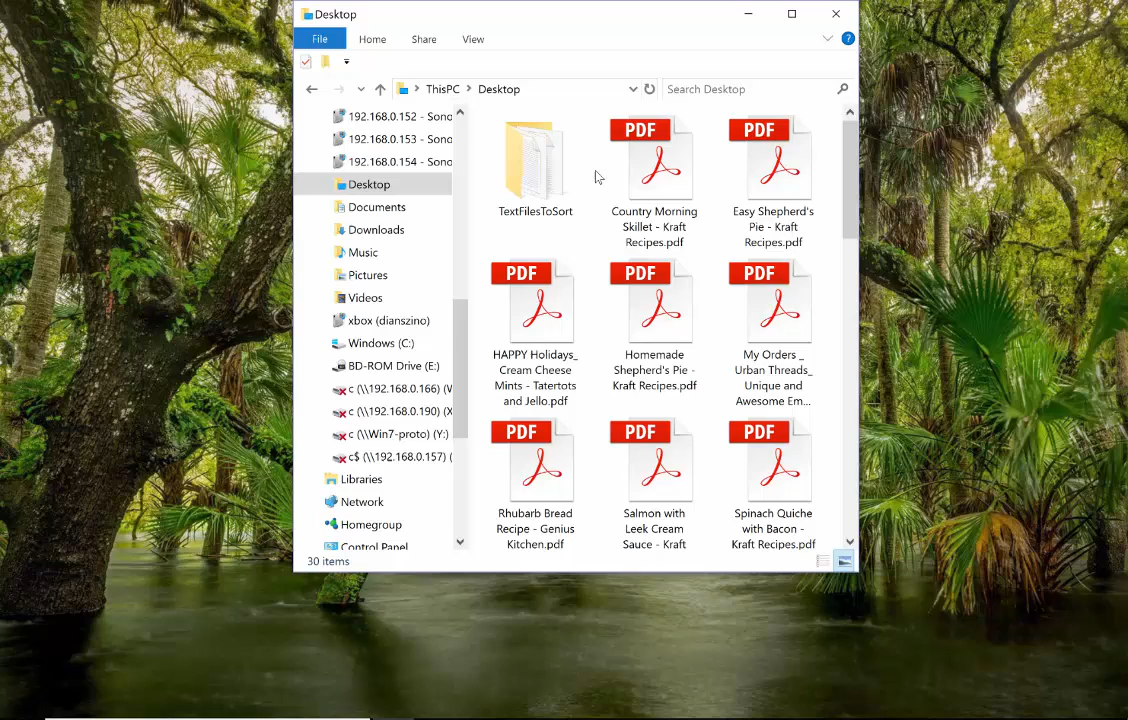 Desktop
File Home Share View
ThisPC Desktop
Search Desktop
192.168.0.152 - Sono
192.168.0.153 - Sono
192.168.0.154 - Sono
Desktop
Documents
Downloads
Music
Pictures
Videos
xbox (dianszino)
Windows (C:)
BD-ROM Drive (E:)
c (\\192.168.0.166) (W
c (\\192.168.0.190) (X
c (\\Win7-proto) (Y:)
c$ (\\192.168.0.157) (
Libraries
Network
Homegroup
Control Panel
TextFilesToSort
PDF
Country Morning
Skillet - Kraft
Recipes.pdf
PDF
Easy Shepherd's
Pie - Kraft
Recipes.pdf
PDF
HAPPY Holidays_
Cream Cheese
Mints - Tatertots
and Jello.pdf
PDF
Homemade
Shepherd's Pie -
Kraft Recipes.pdf
PDF
My Orders _
Urban Threads_
Unique and
Awesome Em...
PDF
Rhubarb Bread
Recipe - Genius
Kitchen.pdf
PDF
Salmon with
Leek Cream
Sauce - Kraft
PDF
Spinach Quiche
with Bacon -
Kraft Recipes.pdf
30 items